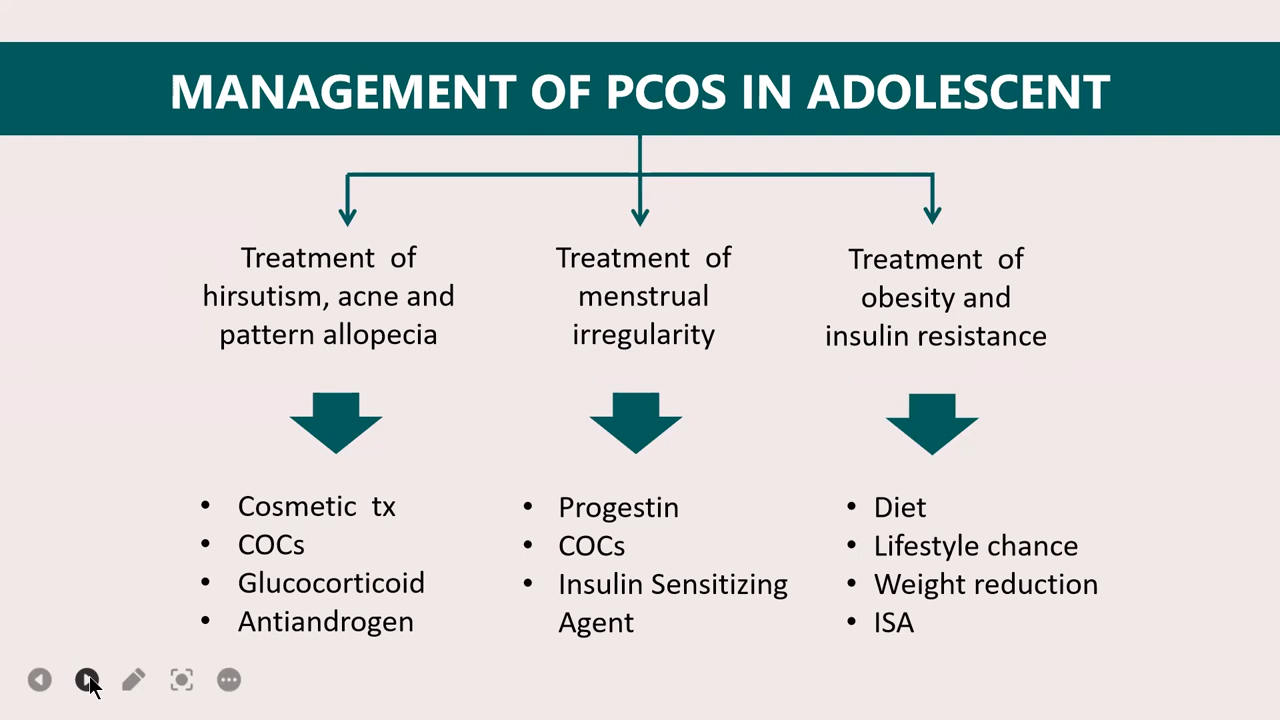 MANAGEMENT OF PCOS IN ADOLESCENT
Treatment of
hirsutism, acne and
pattern allopecia
Treatment of
menstrual
irregularity
Treatment of
obesity and
insulin resistance
• Cosmetic tx
• COCs
• Glucocorticoid
• Antiandrogen
• Progestin
• COCs
• Insulin Sensitizing
Agent
• Diet
• Lifestyle chance
• Weight reduction
• ISA